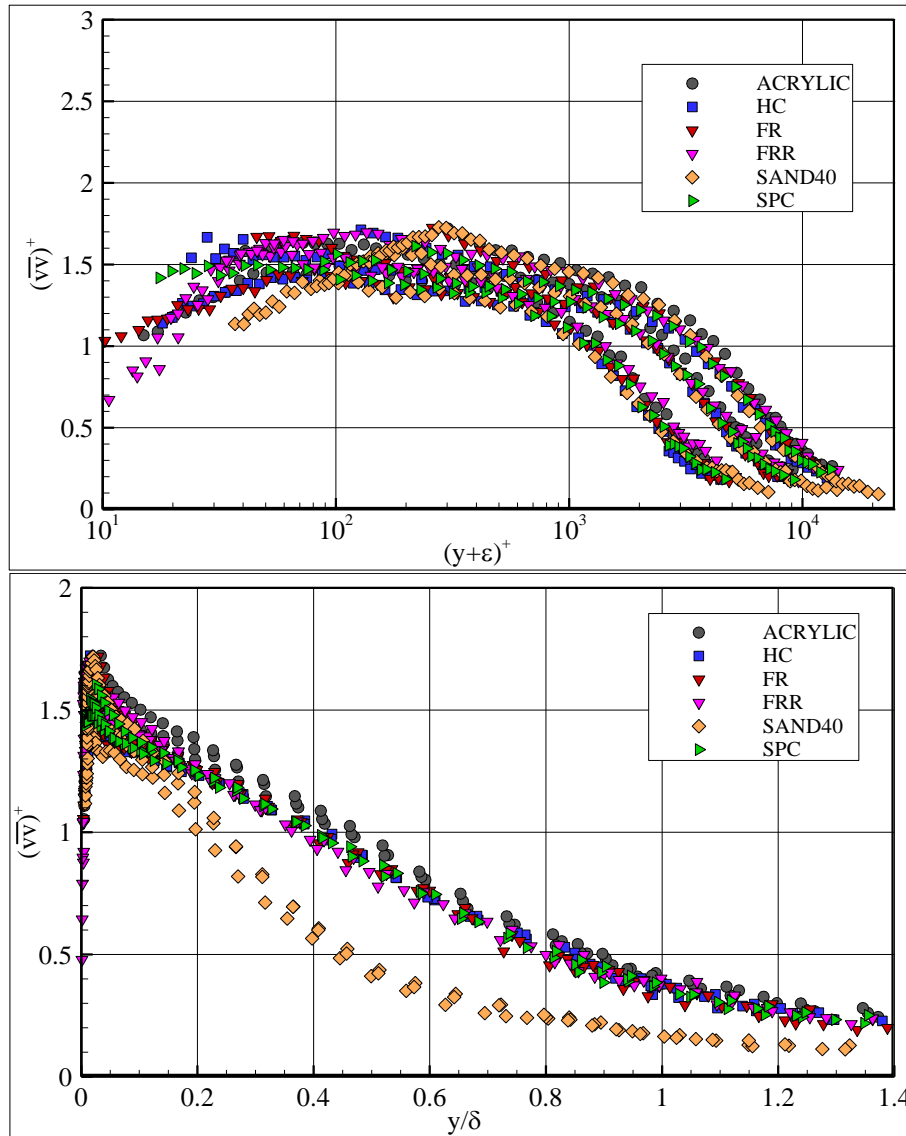 3
2.5
2
1.5
1
0.5
0
(v̅v̅)⁺
ACRYLIC
HC
FR
FRR
SAND40
SPC
10¹ 10² 10³ 10⁴
(y+ε)⁺
2
1.5
1
0.5
0
(v̅v̅)⁺
ACRYLIC
HC
FR
FRR
SAND40
SPC
0 0.2 0.4 0.6 0.8 1 1.2 1.4
y/δ